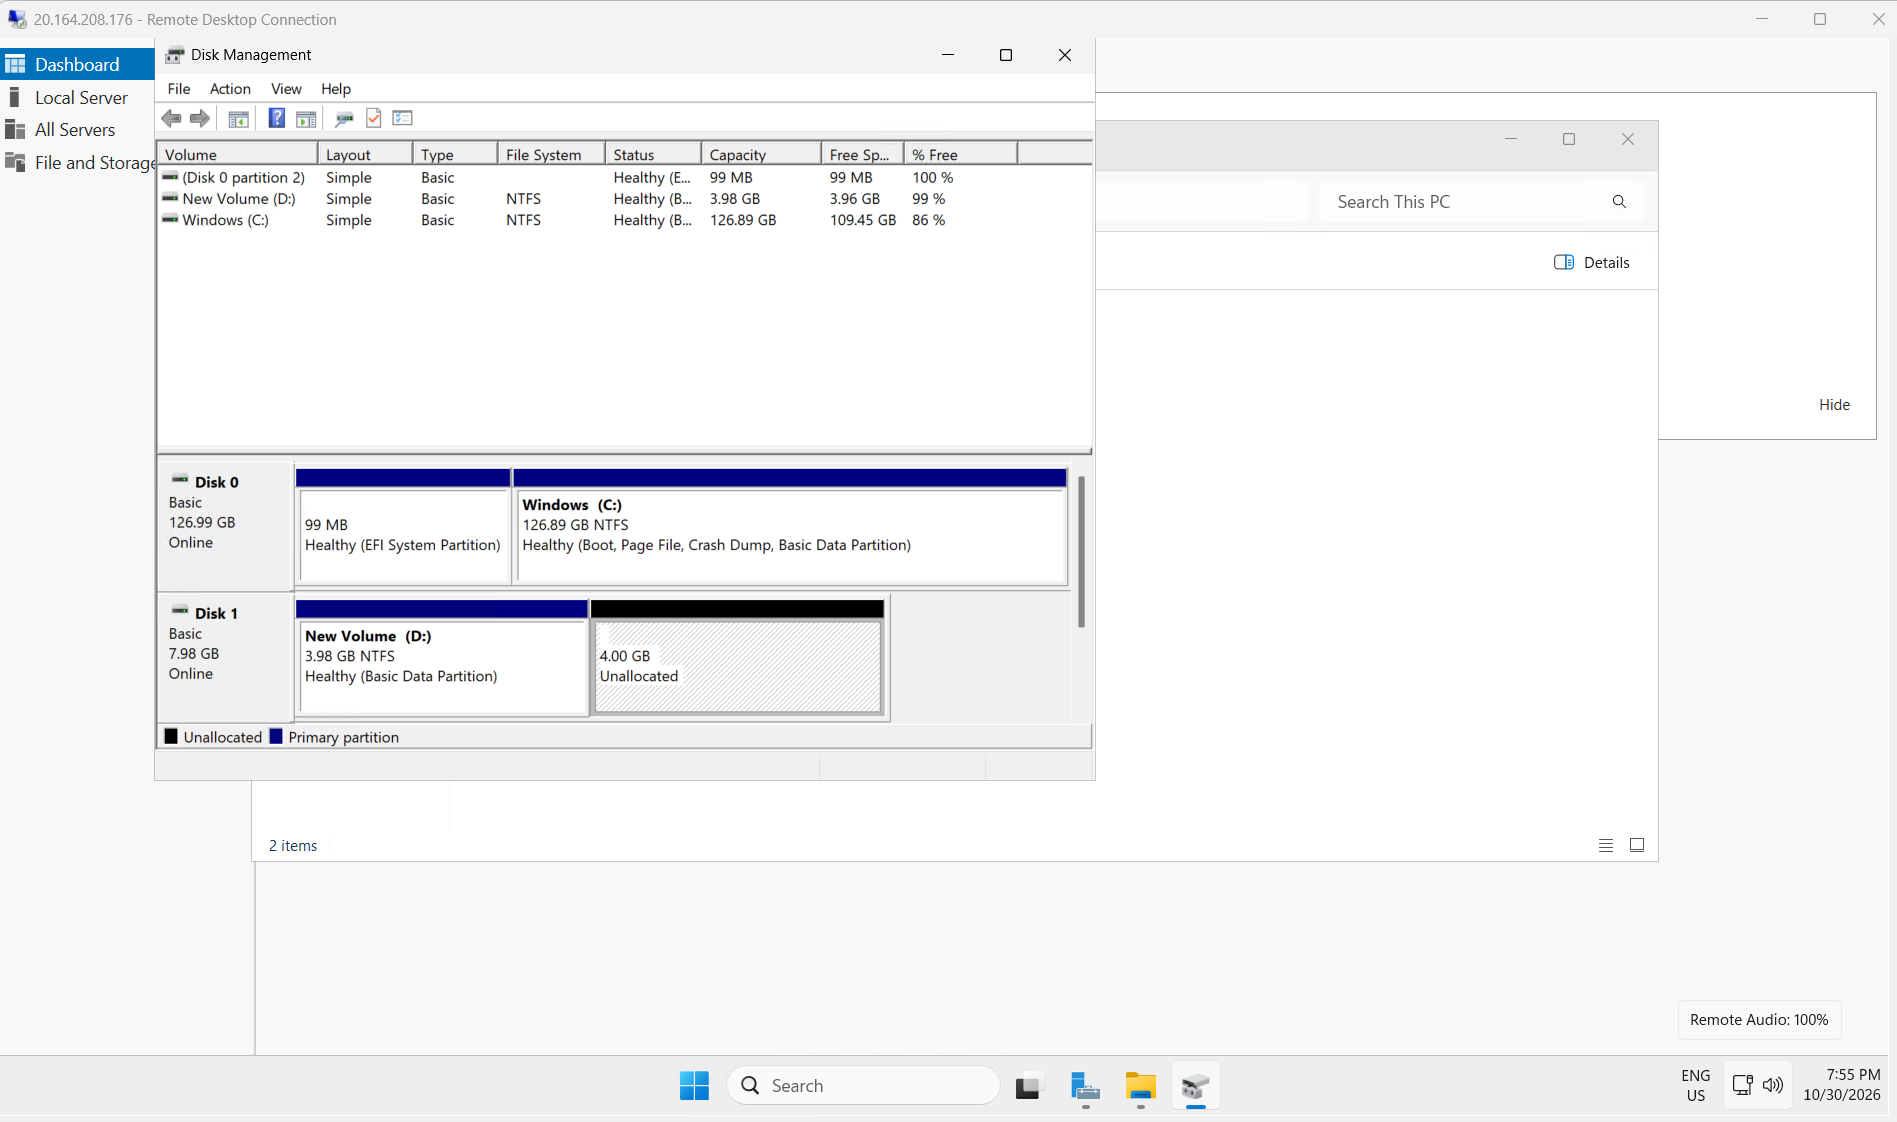 20.164.208.176 - Remote Desktop Connection
Dashboard
Local Server
All Servers
File and Storage
Disk Management
File Action View Help
Volume Layout Type File System Status Capacity Free Sp... % Free
(Disk 0 partition 2) Simple Basic Healthy (E... 99 MB 99 MB 100 %
New Volume (D:) Simple Basic NTFS Healthy (B... 3.98 GB 3.96 GB 99 %
Windows (C:) Simple Basic NTFS Healthy (B... 126.89 GB 109.45 GB 86 %
Search This PC
Details
Hide
Disk 0
Basic
126.99 GB
Online
99 MB
Healthy (EFI System Partition)
Windows (C:)
126.89 GB NTFS
Healthy (Boot, Page File, Crash Dump, Basic Data Partition)
Disk 1
Basic
7.98 GB
Online
New Volume (D:)
3.98 GB NTFS
Healthy (Basic Data Partition)
4.00 GB
Unallocated
Unallocated Primary partition
2 items
Remote Audio: 100%
Search
ENG
US
7:55 PM
10/30/2026